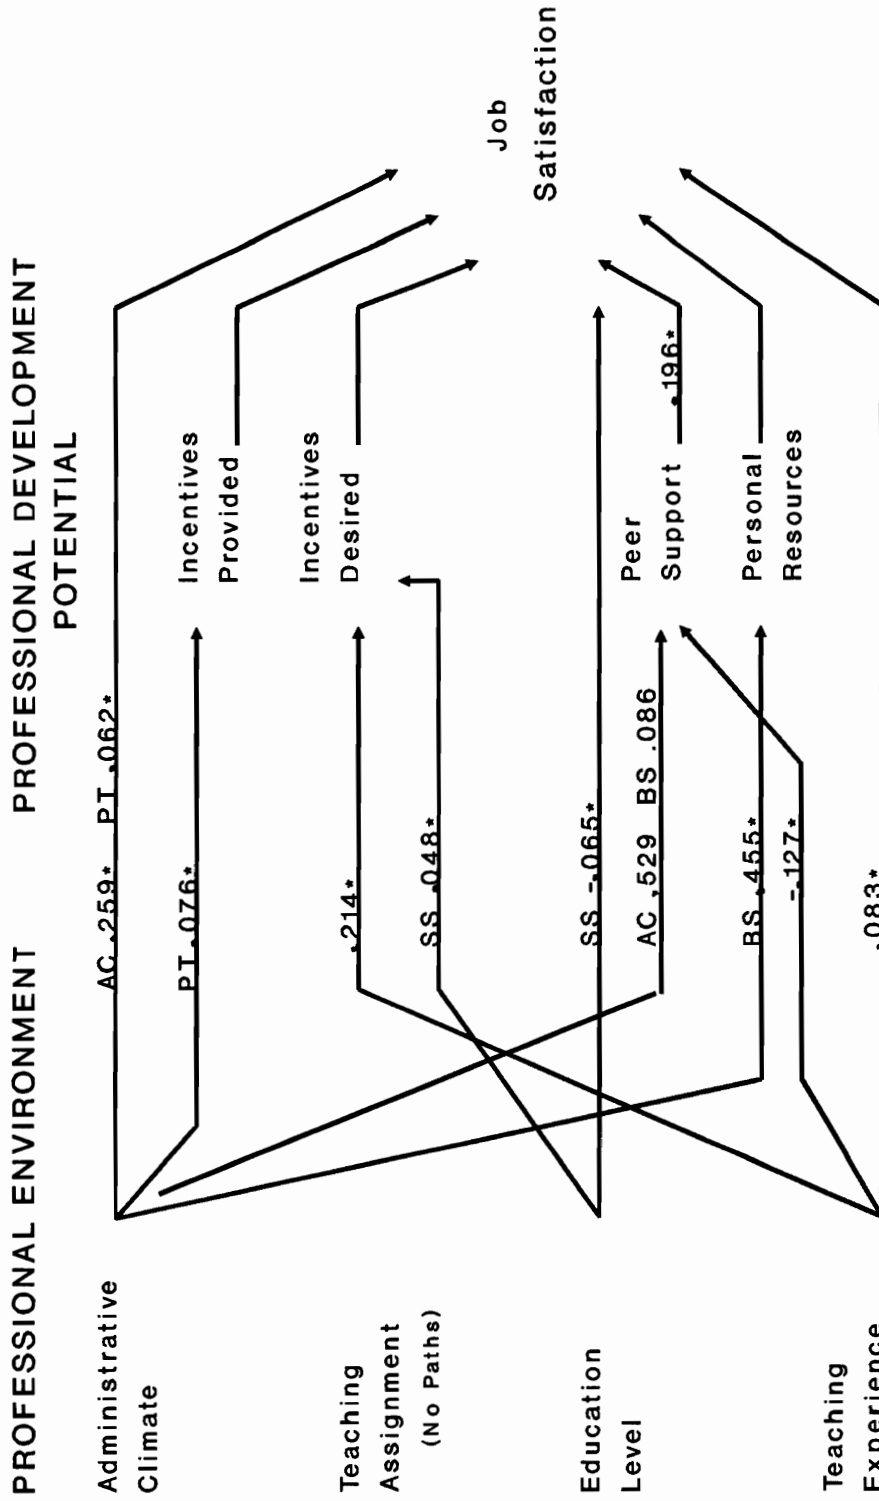 PROFESSIONAL ENVIRONMENT
PROFESSIONAL DEVELOPMENT
POTENTIAL
Administrative
Climate
AC .259* PT .062*
PT .076*
Incentives
Provided
Teaching
Assignment
(No Paths)
.214*
Incentives
Desired
SS .048*
Job
Satisfaction
Education
Level
SS -.065*
AC ,529 BS .086
Peer
Support
.196*
BS .455*
Personal
Resources
-.127*
Teaching
Experience
.083*